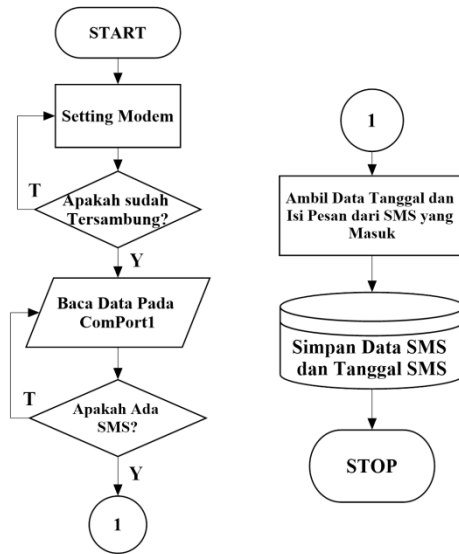 START
Setting Modem
T
Apakah sudah
Tersambung?
Y
Baca Data Pada
ComPort1
T
Apakah Ada
SMS?
Y
1
1
Ambil Data Tanggal dan
Isi Pesan dari SMS yang
Masuk
Simpan Data SMS
dan Tanggal SMS
STOP